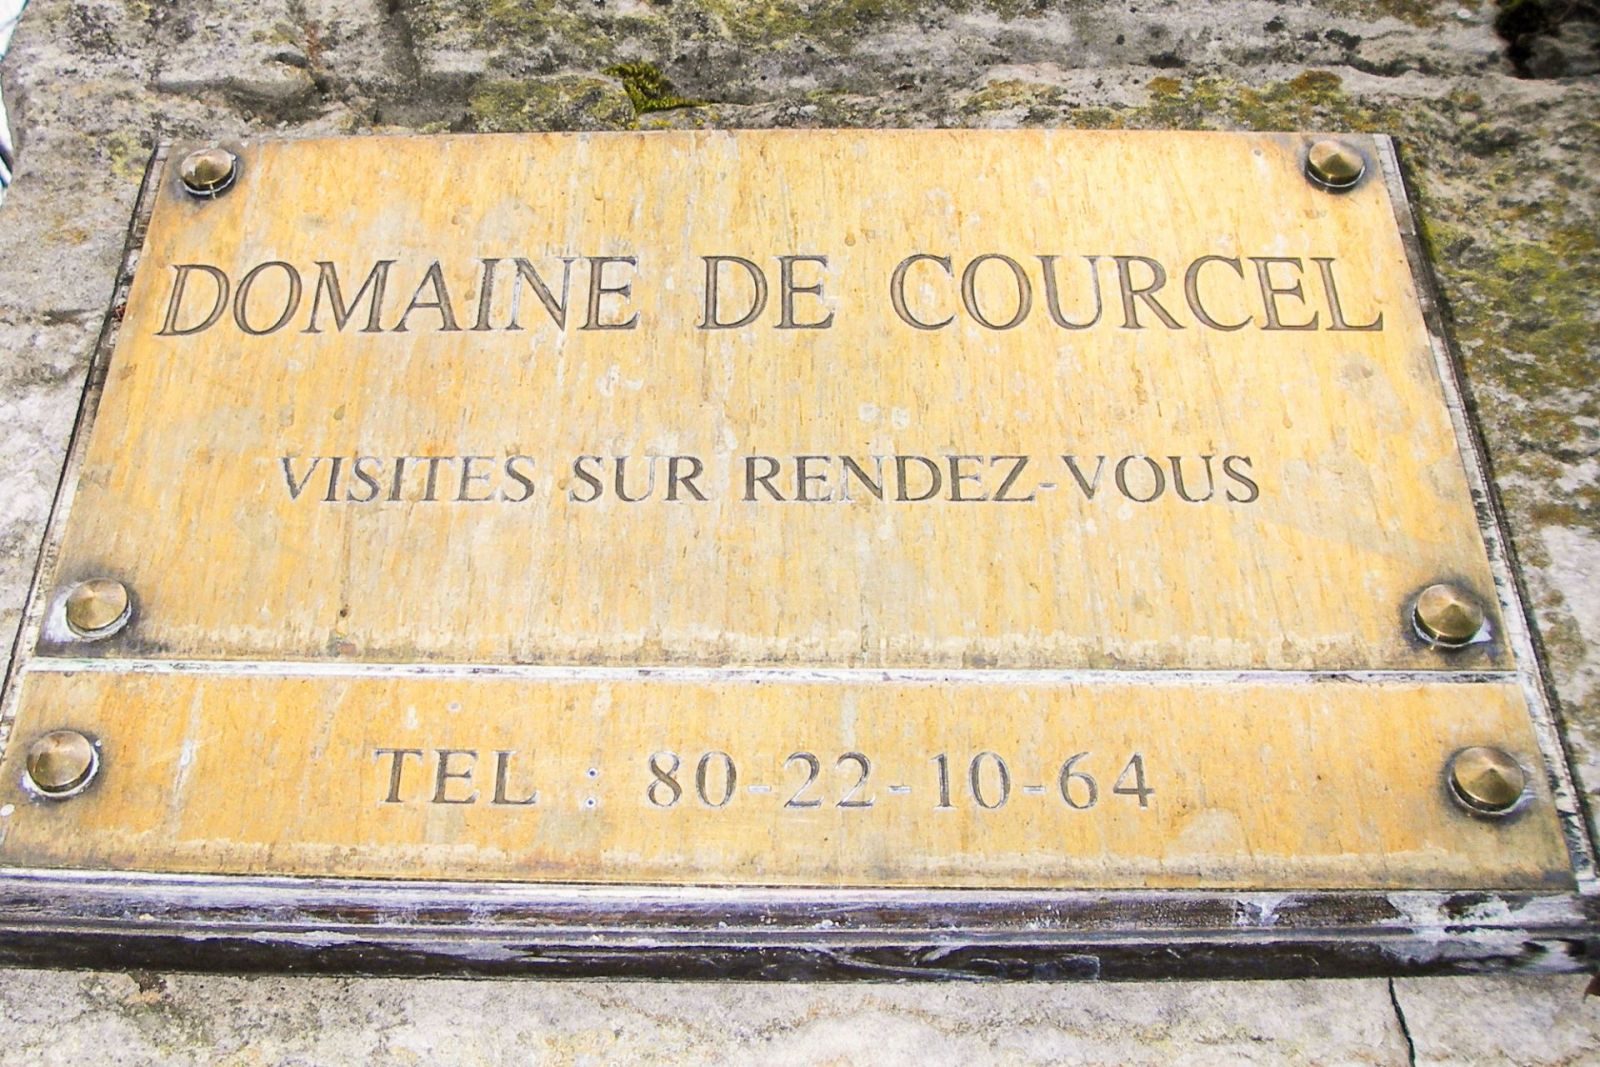 DOMAINE DE COURCEL
VISITES SUR RENDEZ-VOUS
TEL : 80-22-10-64